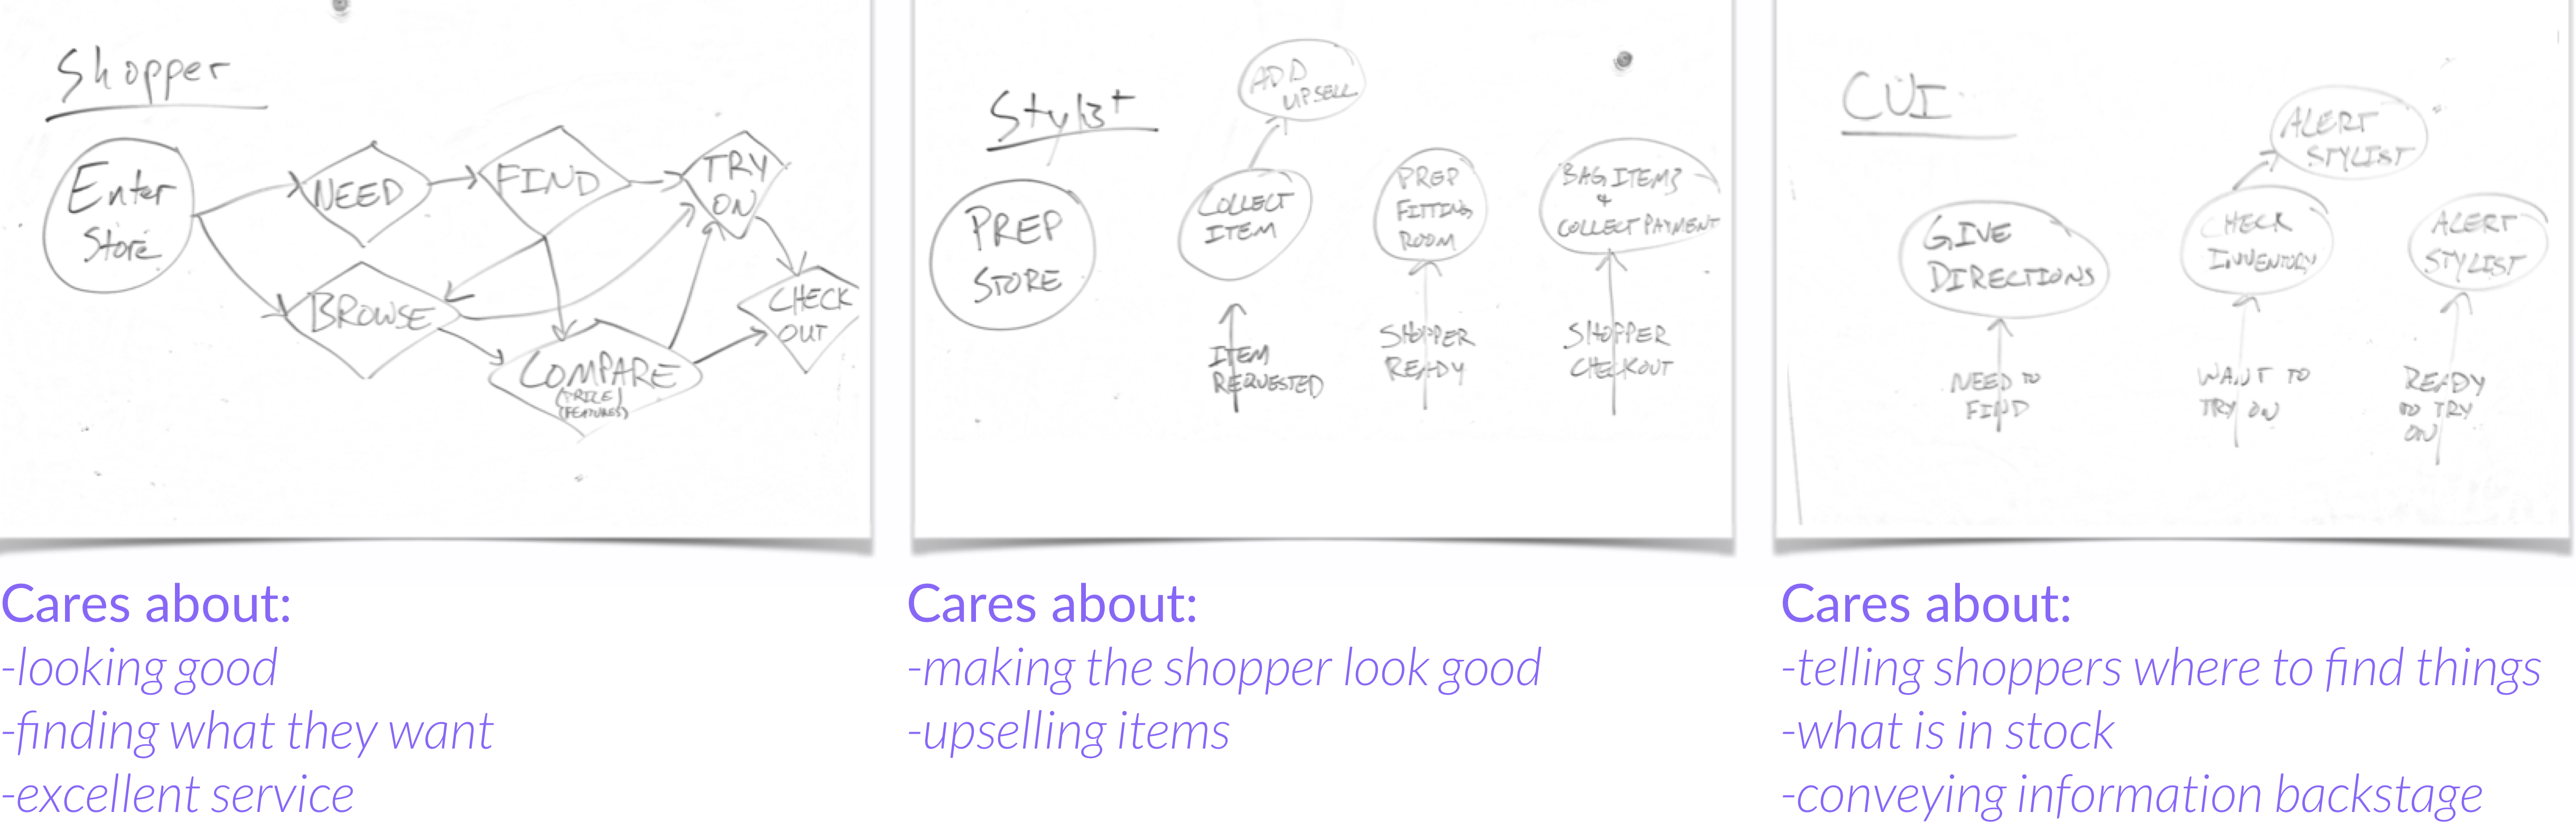 Shopper
Enter
Store
NEED
FIND
TRY
ON
BROWSE
COMPARE
(PRICE)
(FEATURES)
CHECK
OUT
Cares about:
-looking good
-finding what they want
-excellent service
Stylist
PREP
STORE
ADD
UPSELL
COLLECT
ITEM
ITEM
REQUESTED
PREP
FITTING
ROOM
SHOPPER
READY
BAG ITEMS
+
COLLECT PAYMENT
SHOPPER
CHECKOUT
Cares about:
-making the shopper look good
-upselling items
CUI
GIVE
DIRECTIONS
NEED TO
FIND
ALERT
STYLIST
CHECK
INVENTORY
WANT TO
TRY ON
ALERT
STYLIST
READY
TO TRY
ON
Cares about:
-telling shoppers where to find things
-what is in stock
-conveying information backstage